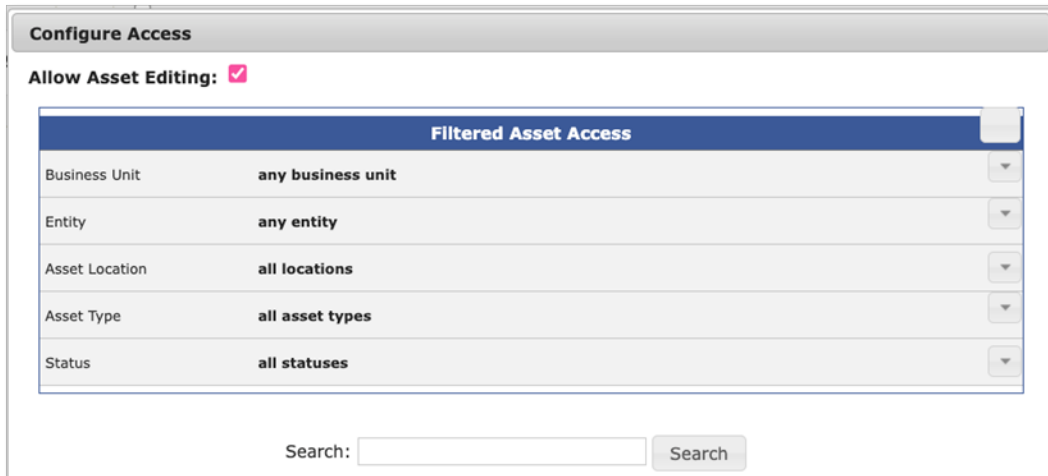 Configure Access
Allow Asset Editing:
Filtered Asset Access
Business Unit any business unit
Entity any entity
Asset Location all locations
Asset Type all asset types
Status all statuses
Search: Search